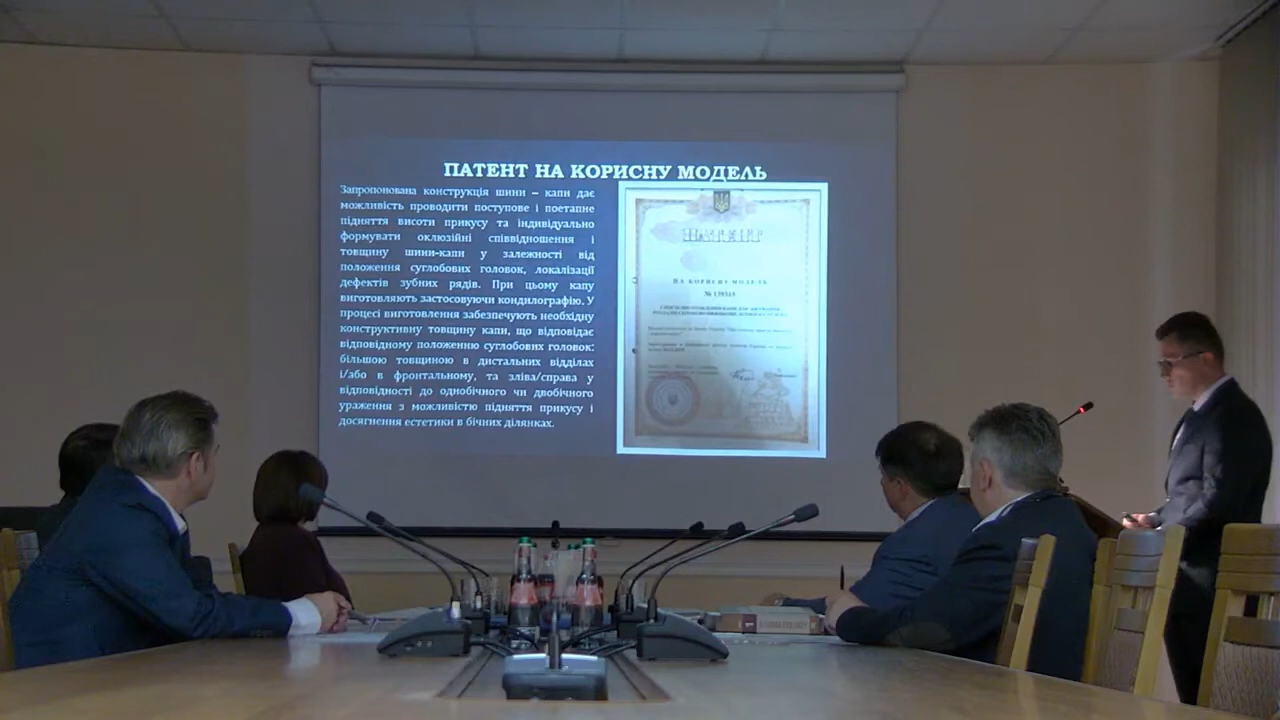 ПАТЕНТ НА КОРИСНУ МОДЕЛЬ
Запропонована конструкція шини – капи дає
можливість проводити поступове і поетапне
підняття висоти прикусу та індивідуально
формувати оклюзійні співвідношення і
товщину шини-капи у залежності від
положення суглобових головок, локалізації
дефектів зубних рядів. При цьому капу
виготовляють застосовуючи кондилографію. У
процесі виготовлення забезпечують необхідну
конструктивну товщину капи, що відповідає
відповідному положенню суглобових головок:
більшою товщиною в дистальних відділах
і/або в фронтальному, та зліва/справа у
відповідності до однобічного чи двобічного
ураження з можливістю підняття прикусу і
досягнення естетики в бічних ділянках.
ПАТЕНТ
НА КОРИСНУ МОДЕЛЬ